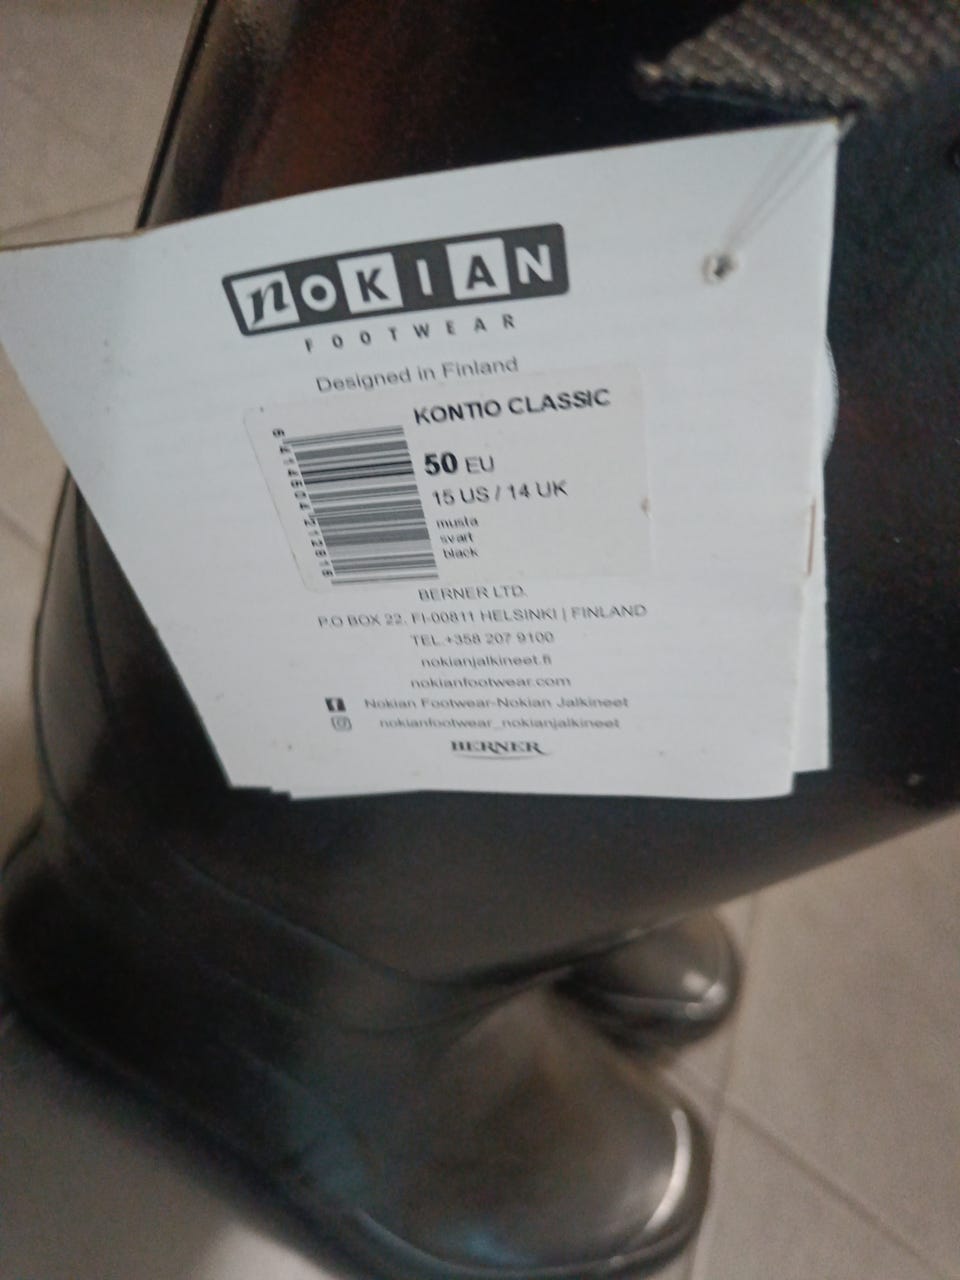 nOKIAN
FOOTWEAR
Designed in Finland
KONTIO CLASSIC
50 EU
15 US / 14 UK
musta
svart
black
BERNER LTD.
P.O BOX 22, FI-00811 HELSINKI | FINLAND
TEL.+358 207 9100
nokianjalkineet.fi
nokianfootwear.com
Nokian Footwear-Nokian Jalkineet
nokianfootwear_nokianjalkineet
BERNER